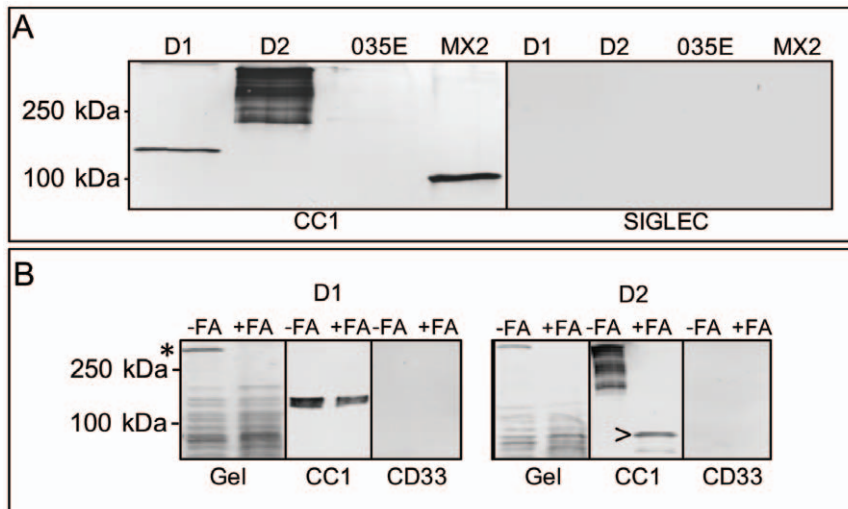 A
D1 D2 035E MX2 D1 D2 035E MX2
250 kDa
100 kDa
CC1 SIGLEC
B
D1 D2
-FA +FA -FA +FA -FA +FA -FA +FA -FA +FA -FA +FA
*
250 kDa
100 kDa
>
Gel CC1 CD33 Gel CC1 CD33